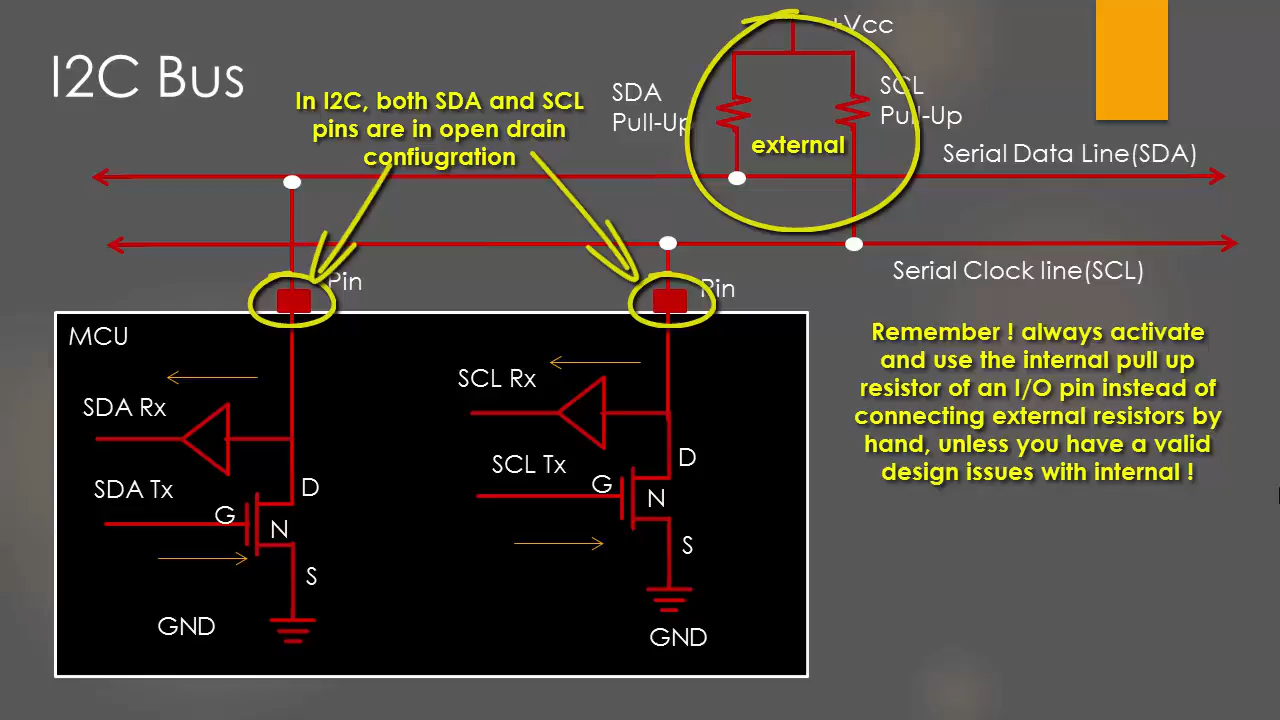 I2C Bus
In I2C, both SDA and SCL
pins are in open drain
confiugration
+Vcc
SDA
Pull-Up
SCL
Pull-Up
external
Serial Data Line(SDA)
Serial Clock line(SCL)
Pin
Pin
MCU
SDA Rx
SDA Tx
G
D
N
S
GND
SCL Rx
SCL Tx
G
D
N
S
GND
Remember ! always activate
and use the internal pull up
resistor of an I/O pin instead of
connecting external resistors by
hand, unless you have a valid
design issues with internal !